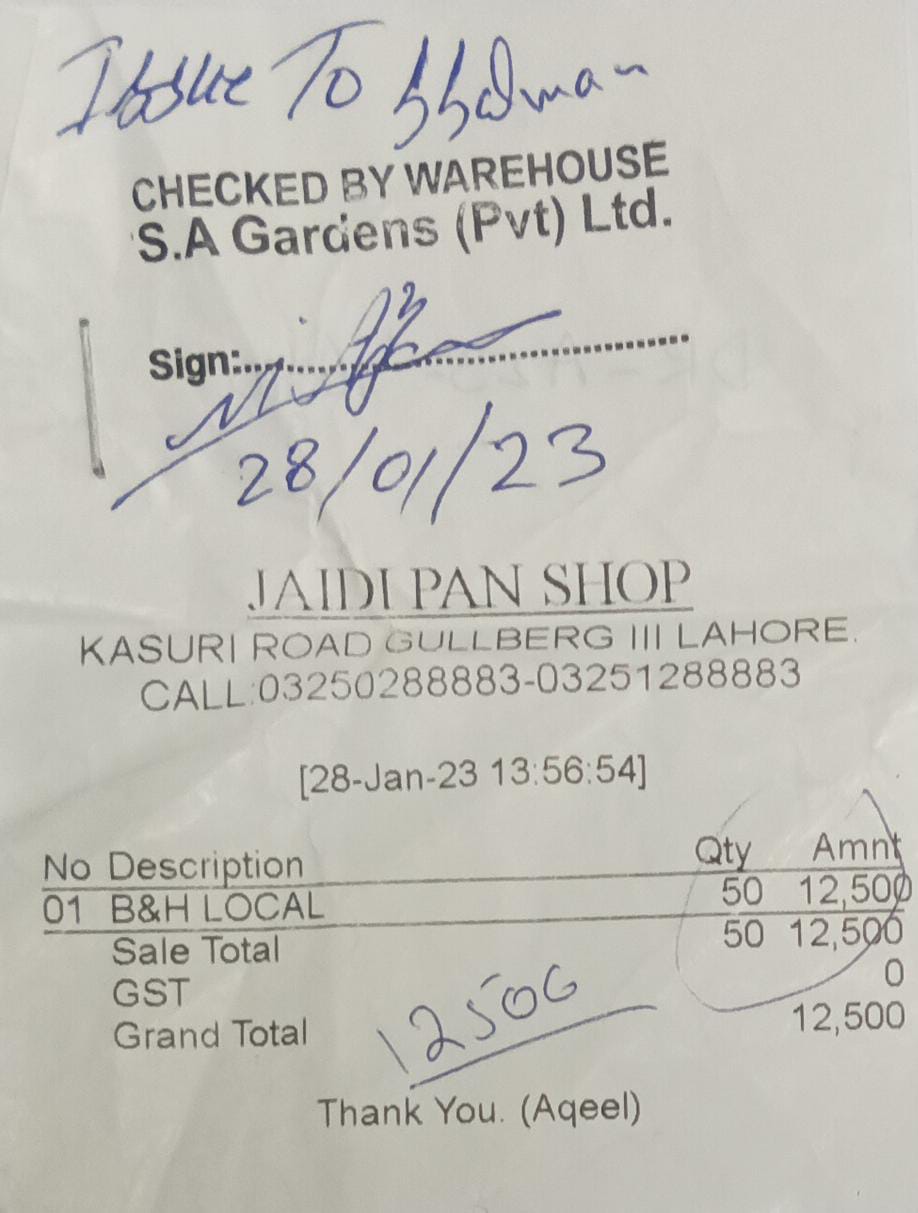 Issue To
CHECKED BY WAREHOUSE
S.A Gardens (Pvt) Ltd.
Sign:
28/01/23
JAIDI PAN SHOP
KASURI ROAD GULLBERG III LAHORE.
CALL:03250288883-03251288883
[28-Jan-23 13:56:54]
No Description Qty Amnt
01 B&H LOCAL 50 12,500
Sale Total 50 12,500
GST 0
Grand Total 12,500
12500
Thank You. (Aqeel)